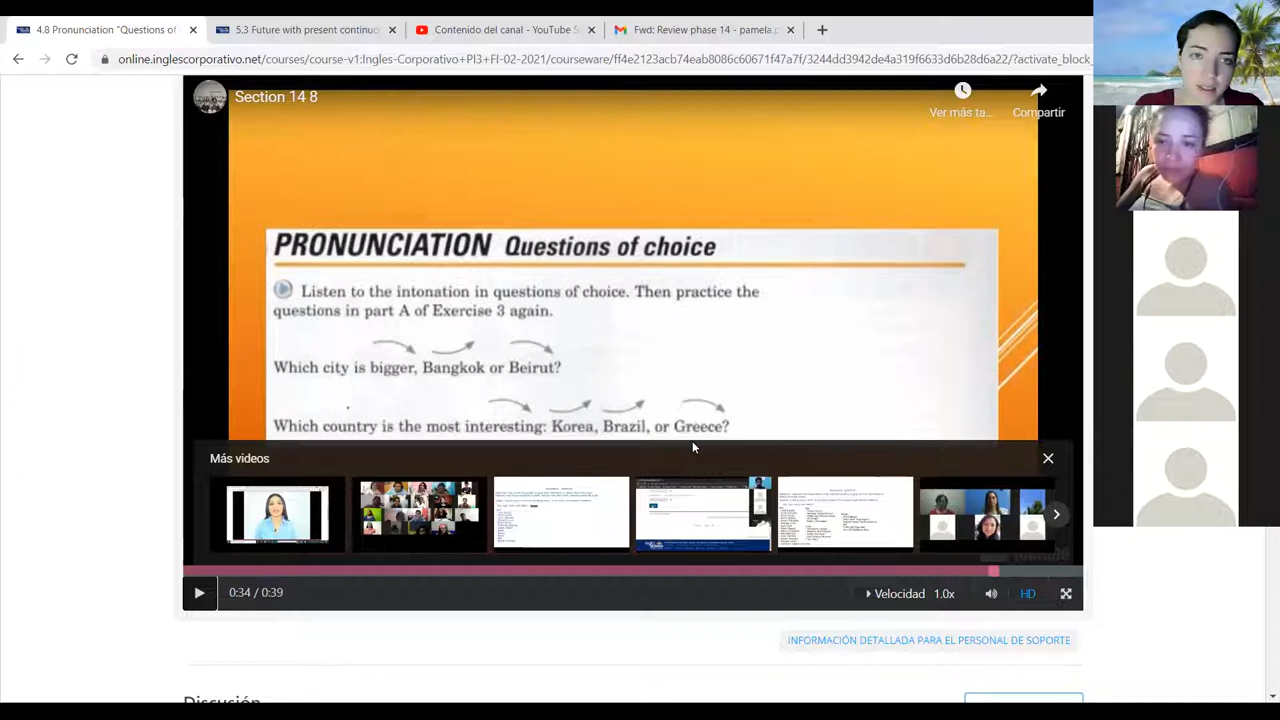 4.8 Pronunciation "Questions of
5.3 Future with present continuo
Contenido del canal - YouTube S
Fwd: Review phase 14 - pamela.p
online.inglescorporativo.net/courses/course-v1:Ingles-Corporativo+PI3+FI-02-2021/courseware/ff4e2123acb74eab8086c60671f47a7f/3244dd3942de4a319f6633d6b28d6a22/?activate_block_
Section 14 8
Ver más ta...
Compartir
PRONUNCIATION Questions of choice
Listen to the intonation in questions of choice. Then practice the
questions in part A of Exercise 3 again.
Which city is bigger, Bangkok or Beirut?
Which country is the most interesting: Korea, Brazil, or Greece?
Más videos
0:34 / 0:39
Velocidad 1.0x
HD
INFORMACIÓN DETALLADA PARA EL PERSONAL DE SOPORTE
Discusión